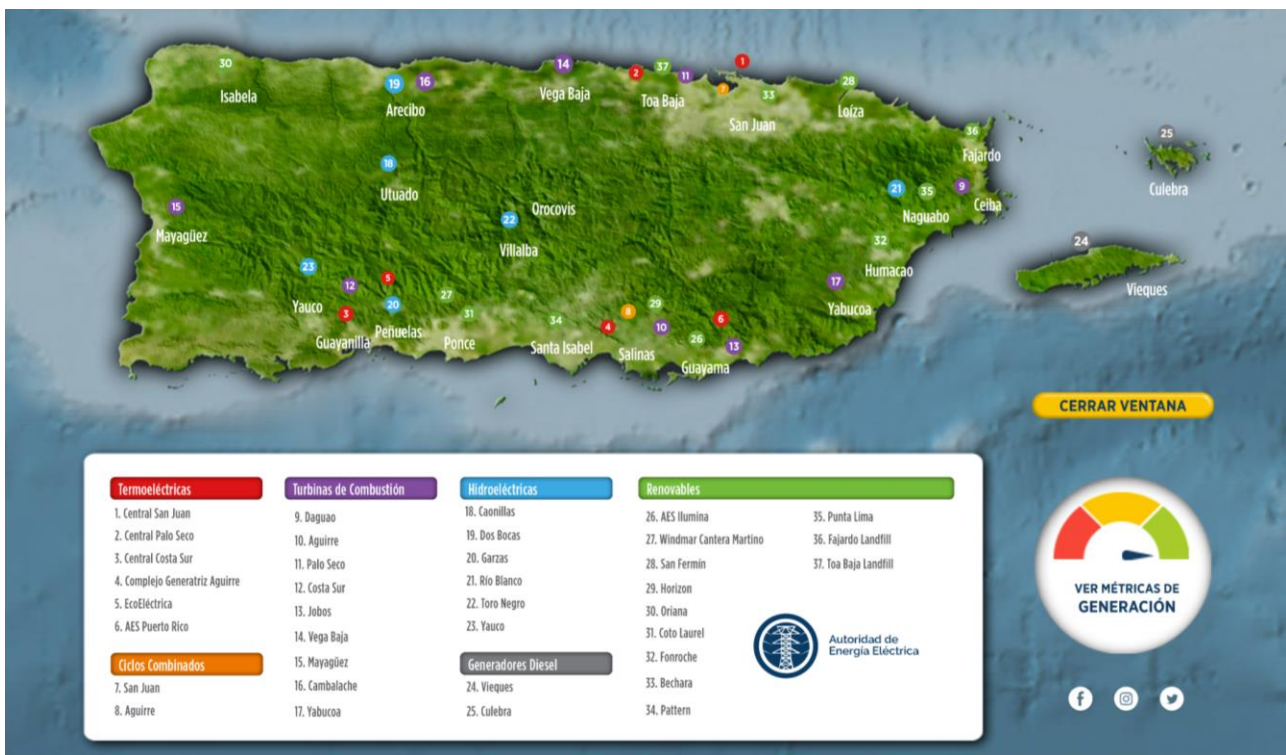 1
14
37
2
11
30
7
28
19
16
33
Isabela
Arecibo
Vega Baja
Toa Baja
San Juan
Loíza
36
25
Fajardo
Culebra
18
21
35
9
Utuado
Naguabo
Ceiba
15
22
Orocovis
Mayagüez
Villalba
32
24
23
Humacao
5
12
17
Vieques
Yauco
20
27
29
Yabucoa
3
Peñuelas
31
34
8
6
Guayanilla
Ponce
Santa Isabel
4
10
26
13
Salinas
Guayama
CERRAR VENTANA
Termoeléctricas
1. Central San Juan
2. Central Palo Seco
3. Central Costa Sur
4. Complejo Generatriz Aguirre
5. EcoEléctrica
6. AES Puerto Rico
Ciclos Combinados
7. San Juan
8. Aguirre
Turbinas de Combustión
9. Daguao
10. Aguirre
11. Palo Seco
12. Costa Sur
13. Jobos
14. Vega Baja
15. Mayagüez
16. Cambalache
17. Yabucoa
Hidroeléctricas
18. Caonillas
19. Dos Bocas
20. Garzas
21. Río Blanco
22. Toro Negro
23. Yauco
Generadores Diesel
24. Vieques
25. Culebra
Renovables
26. AES Ilumina
27. Windmar Cantera Martino
28. San Fermín
29. Horizon
30. Oriana
31. Coto Laurel
32. Fonroche
33. Bechara
34. Pattern
35. Punta Lima
36. Fajardo Landfill
37. Toa Baja Landfill
Autoridad de
Energía Eléctrica
VER MÉTRICAS DE
GENERACIÓN